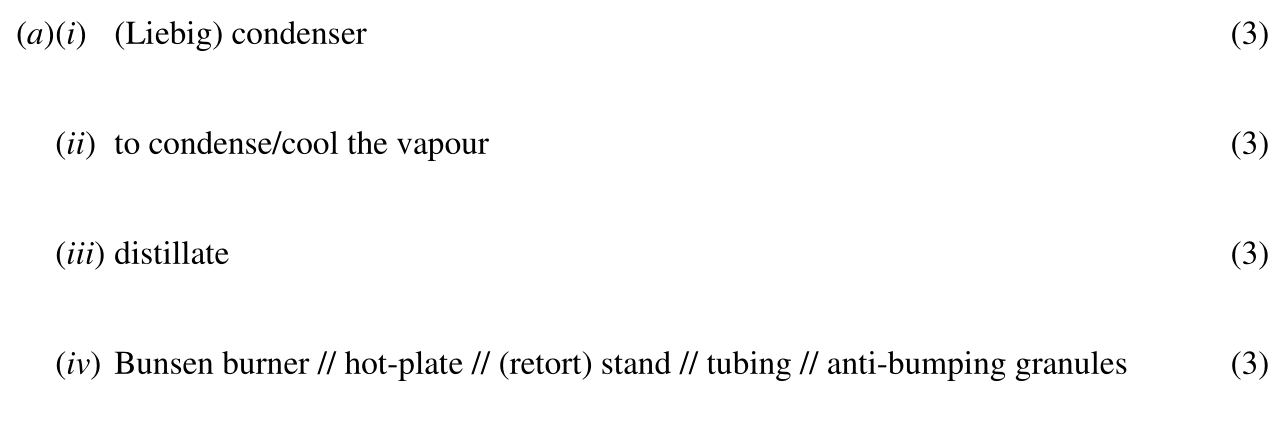 (a)(i) (Liebig) condenser (3)
(ii) to condense/cool the vapour (3)
(iii) distillate (3)
(iv) Bunsen burner // hot-plate // (retort) stand // tubing // anti-bumping granules (3)